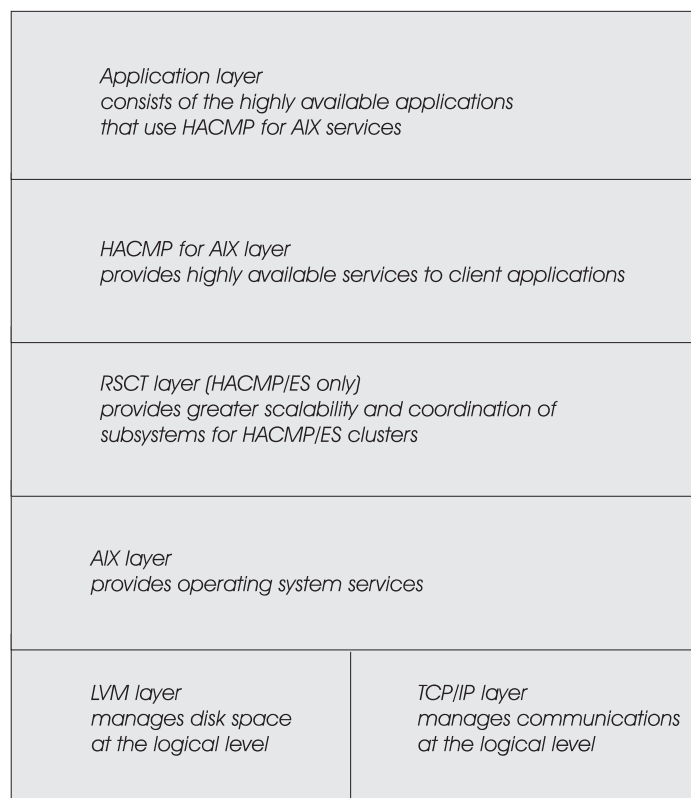 Application layer
consists of the highly available applications
that use HACMP for AIX services
HACMP for AIX layer
provides highly available services to client applications
RSCT layer (HACMP/ES only)
provides greater scalability and coordination of
subsystems for HACMP/ES clusters
AIX layer
provides operating system services
LVM layer
manages disk space
at the logical level
TCP/IP layer
manages communications
at the logical level